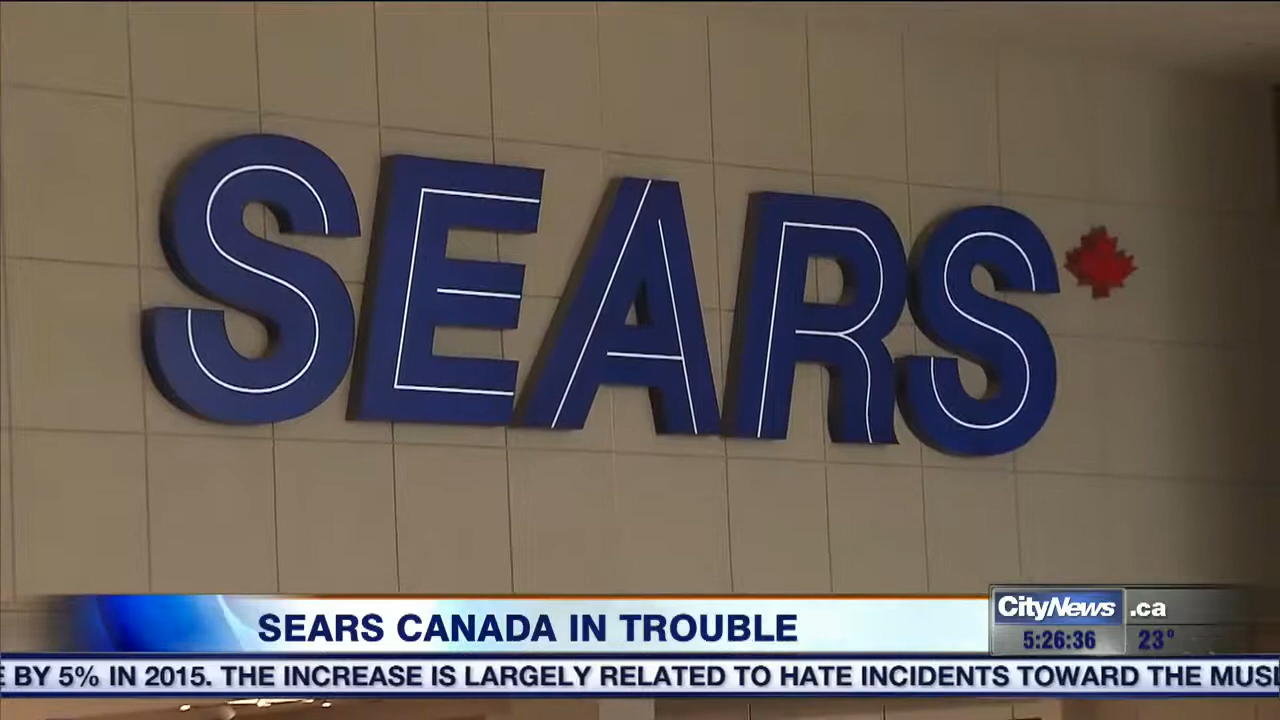 SEARS
SEARS CANADA IN TROUBLE
CityNews .ca
5:26:36 23°
BY 5% IN 2015. THE INCREASE IS LARGELY RELATED TO HATE INCIDENTS TOWARD THE